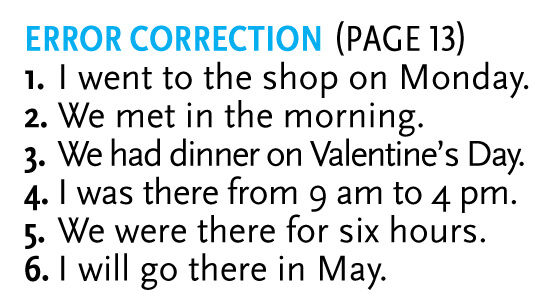 ERROR CORRECTION (PAGE 13)
1. I went to the shop on Monday.
2. We met in the morning.
3. We had dinner on Valentine's Day.
4. I was there from 9 am to 4 pm.
5. We were there for six hours.
6. I will go there in May.